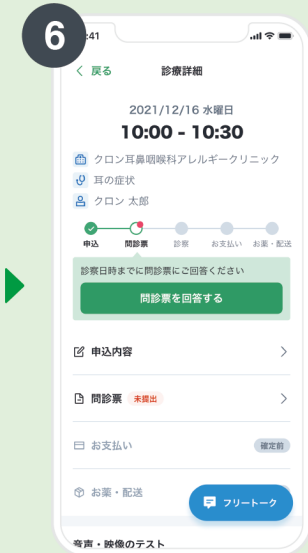 6
:41
戻る
診療詳細
2021/12/16 水曜日
10:00 - 10:30
クロン耳鼻咽喉科アレルギークリニック
耳の症状
クロン 太郎
申込 問診票 診察 お支払い お薬・配送
診察日時までに問診票にご回答ください
問診票を回答する
申込内容
問診票 未提出
お支払い 確定前
お薬・配送
フリートーク
音声・映像のテスト